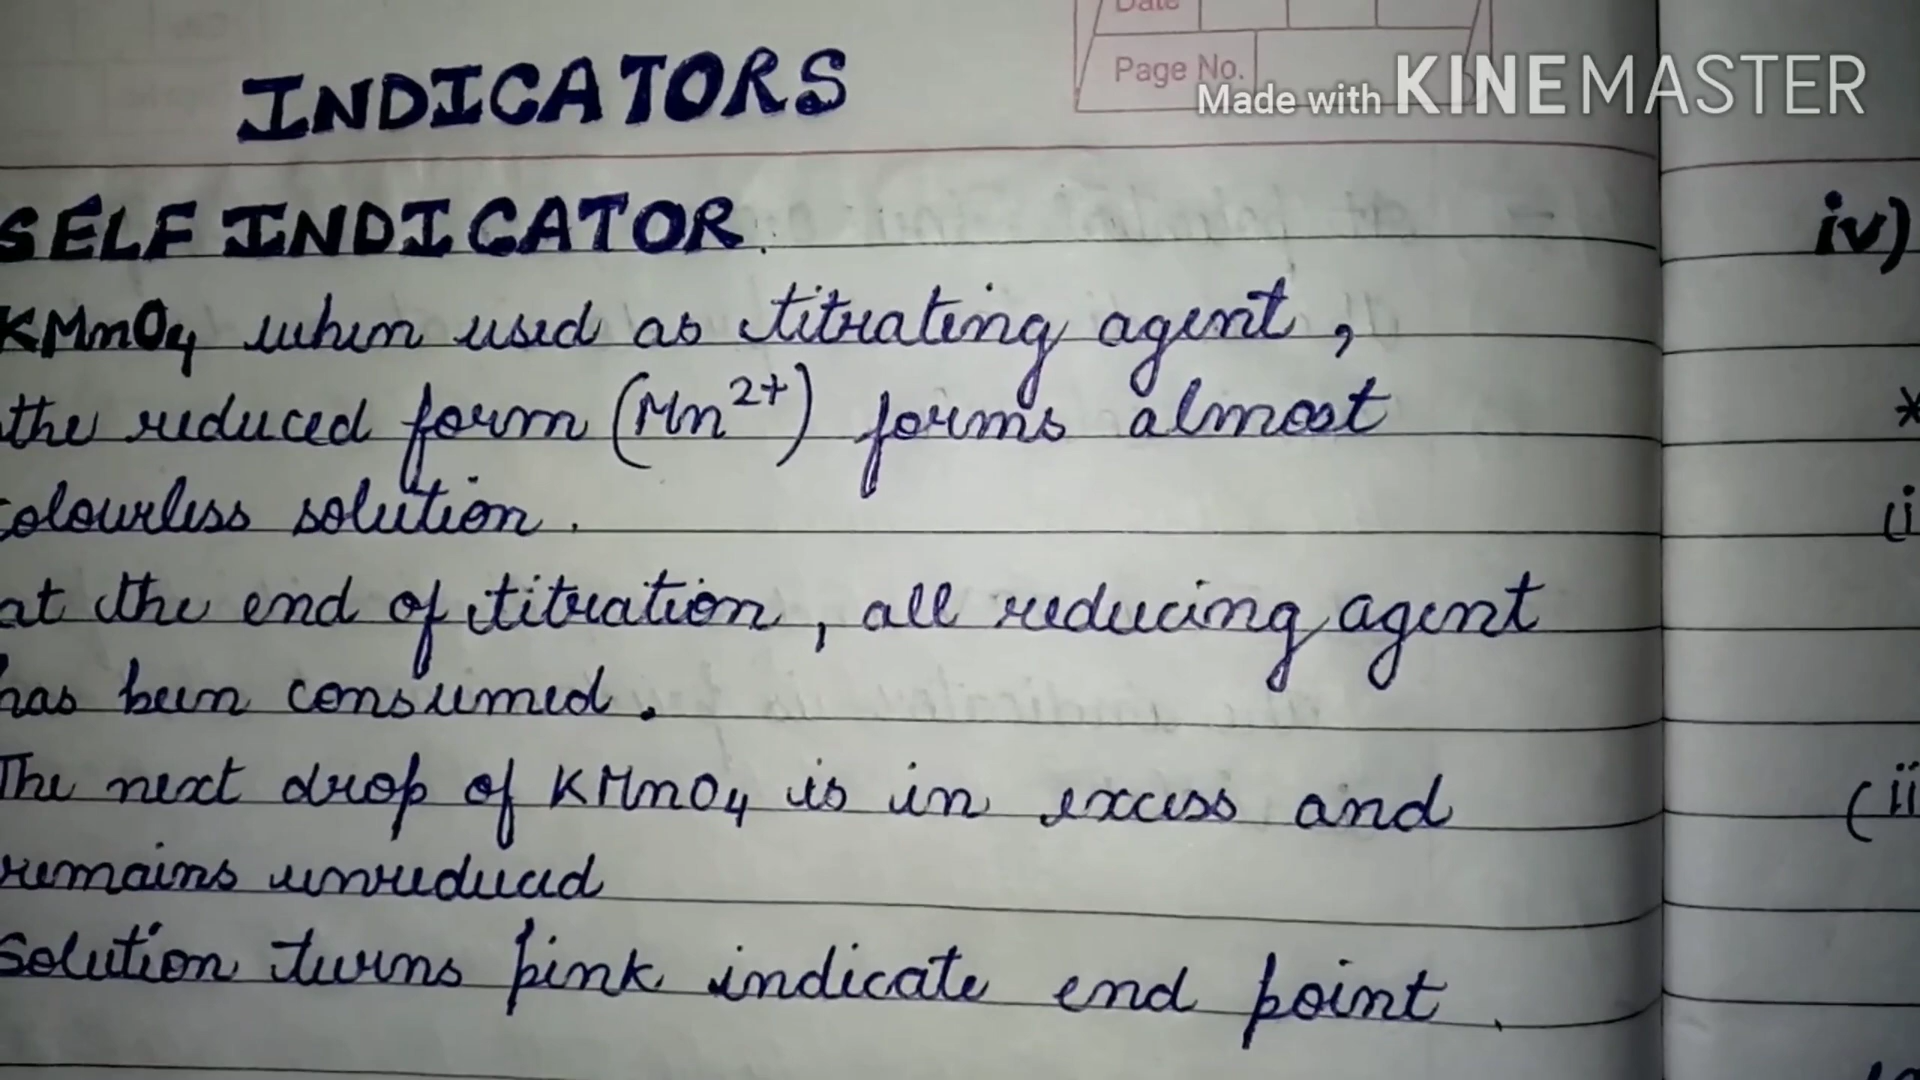 Date
Page No.
Made with KINEMASTER
INDICATORS
SELF INDICATOR.
KMnO4 when used as titrating agent,
the reduced form (Mn2+) forms almost
colourless solution.
at the end of titration, all reducing agent
has been consumed.
The next drop of KMnO4 is in excess and
remains unreduced
Solution turns pink indicate end point.
iv)
*
(i
(ii